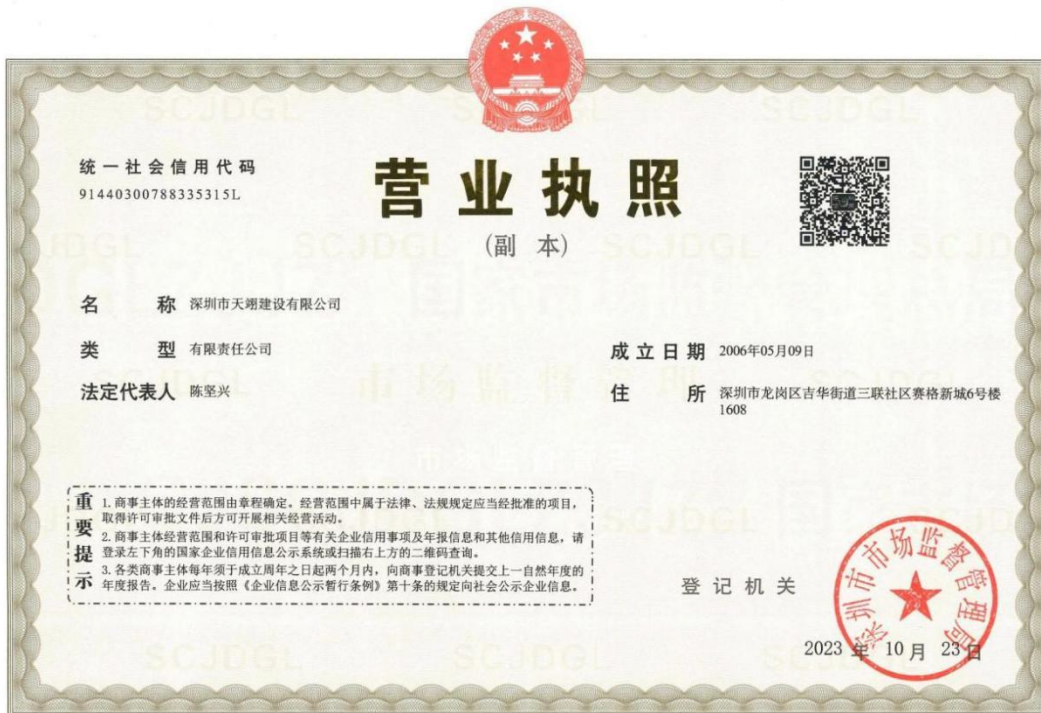 统一社会信用代码
91440300788335315L
营业执照
(副 本)
名 称 深圳市天翊建设有限公司
类 型 有限责任公司
法定代表人 陈坚兴
成立日期 2006年05月09日
住 所 深圳市龙岗区吉华街道三联社区赛格新城6号楼
1608
重要提示
1. 商事主体的经营范围由章程确定。经营范围中属于法律、法规规定应当经批准的项目，
取得许可审批文件后方可开展相关经营活动。
2. 商事主体经营范围和许可审批项目等有关企业信用事项及年报信息和其他信用信息，请
登录左下角的国家企业信用信息公示系统或扫描右上方的二维码查询。
3. 各类商事主体每年须于成立周年之日起两个月内，向商事登记机关提交上一自然年度的
年度报告。企业应当按照《企业信息公示暂行条例》第十条的规定向社会公示企业信息。
登记机关
深圳市市场监督管理局
2023 年 10 月 23 日
SCJDGL
市场监督管理